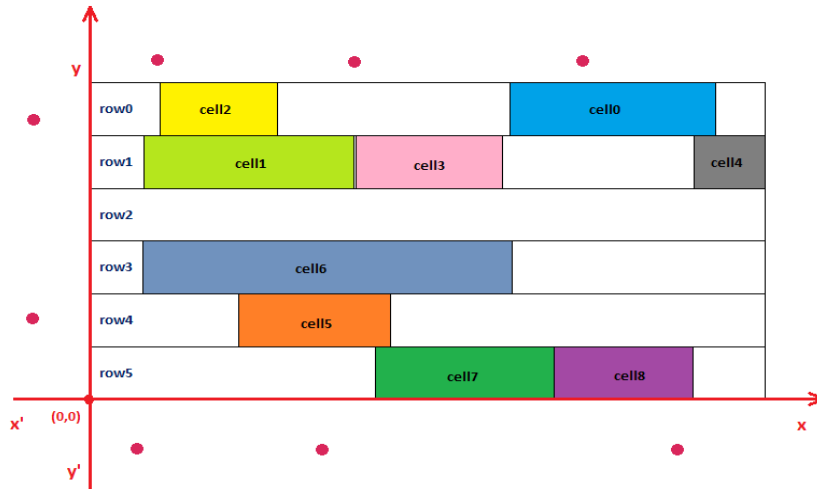 y
row0 cell2 cell0
row1 cell1 cell3 cell4
row2
row3 cell6
row4 cell5
row5 cell7 cell8
(0,0)
x' x
y'